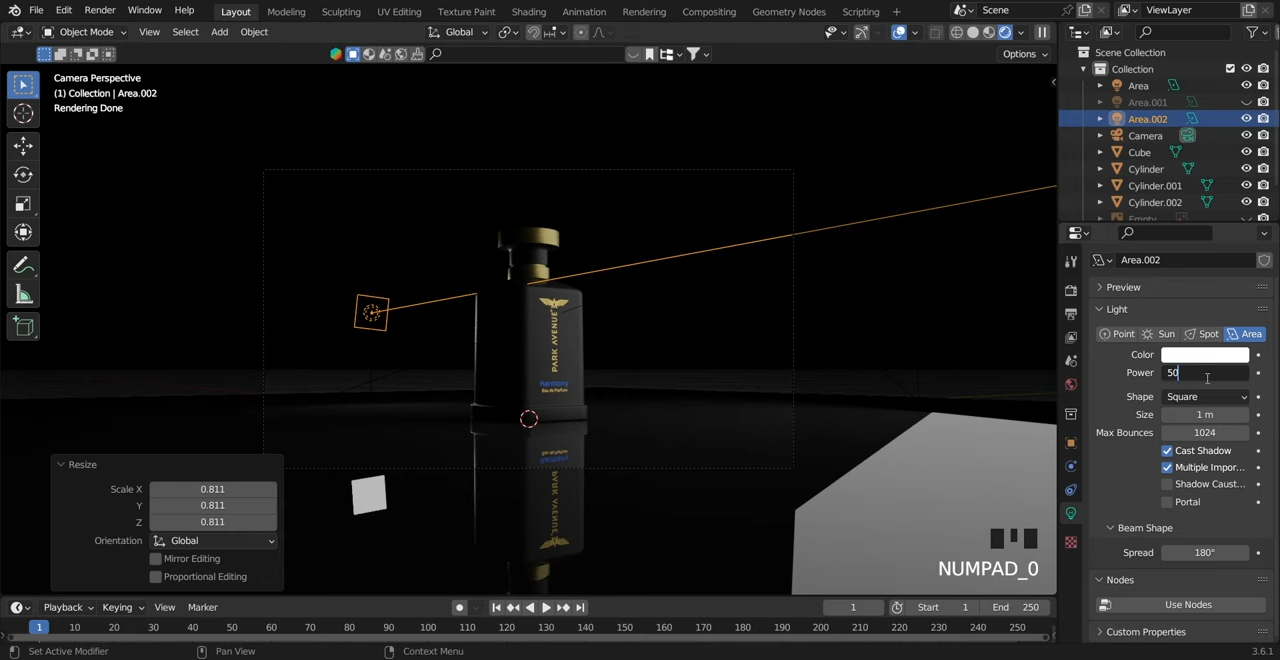 File Edit Render Window Help Layout Modeling Sculpting UV Editing Texture Paint Shading Animation Rendering Compositing Geometry Nodes Scripting + Scene ViewLayer
Object Mode View Select Add Object Global
Options
Camera Perspective
(1) Collection | Area.002
Rendering Done
PARK AVENUE
Harmony
Eau de Parfum
NUMPAD_0
Resize
Scale X 0.811
Y 0.811
Z 0.811
Orientation Global
Mirror Editing
Proportional Editing
Scene Collection
Collection
Area
Area.001
Area.002
Camera
Cube
Cylinder
Cylinder.001
Cylinder.002
Empty
Area.002
Preview
Light
Point Sun Spot Area
Color
Power 50
Shape Square
Size 1 m
Max Bounces 1024
Cast Shadow
Multiple Impor...
Shadow Caust...
Portal
Beam Shape
Spread 180°
Nodes
Use Nodes
Custom Properties
Playback Keying View Marker 1 Start 1 End 250
1 10 20 30 40 50 60 70 80 90 100 110 120 130 140 150 160 170 180 190 200 210 220 230 240 250
Set Active Modifier Pan View Context Menu 3.6.1